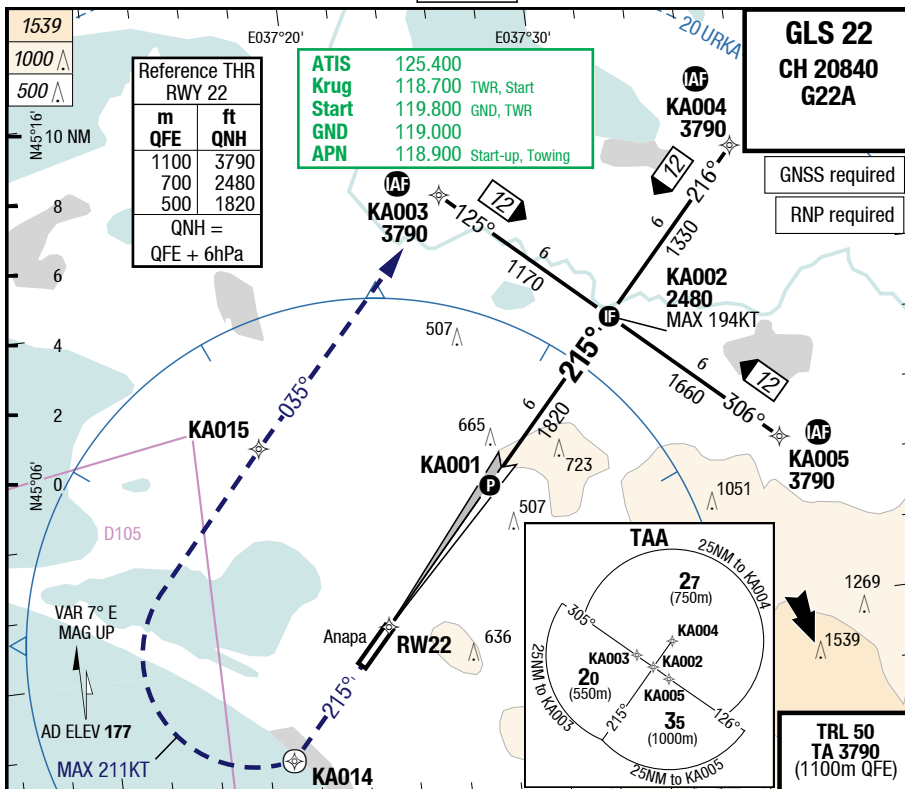 1539
1000
500
N45°16'
10 NM
8
6
4
2
0
N45°06'
Reference THR
RWY 22
m ft
QFE QNH
1100 3790
700 2480
500 1820
QNH =
QFE + 6hPa
E037°20'
E037°30'
ATIS 125.400
Krug 118.700 TWR, Start
Start 119.800 GND, TWR
GND 119.000
APN 118.900 Start-up, Towing
20 URKA
GLS 22
CH 20840
G22A
GNSS required
RNP required
IAF
KA004
3790
12
216°
6
1330
IAF
KA003
3790
12
125°
6
1170
KA002
2480
MAX 194KT
IF
215°
6
1820
6
1660
12
306°
IAF
KA005
3790
507
665
723
KA001
P
507
1051
1269
1539
636
035°
KA015
D105
VAR 7° E
MAG UP
AD ELEV 177
MAX 211KT
Anapa
RW22
215°
KA014
TAA
25NM to KA004
27
(750m)
305°
KA004
KA003
KA002
20
(550m)
KA005
25NM to KA003
215°
35
(1000m)
126°
25NM to KA005
TRL 50
TA 3790
(1100m QFE)